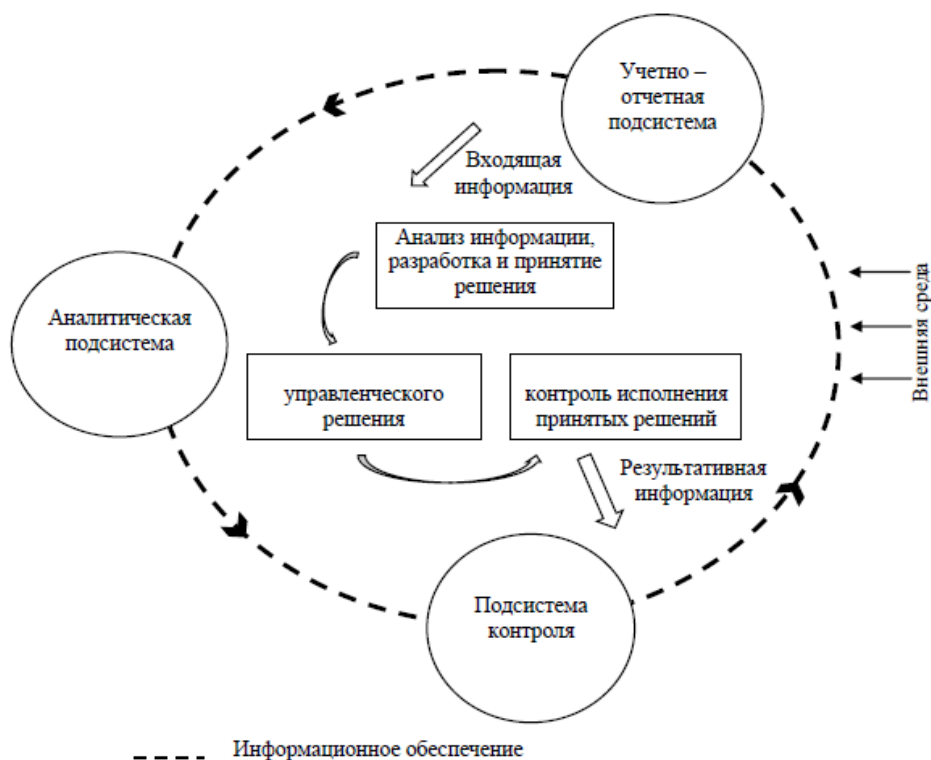 Учетно –
отчетная
подсистема
Входящая
информация
Анализ информации,
разработка и принятие
решения
Аналитическая
подсистема
Внешняя среда
управленческого
решения
контроль исполнения
принятых решений
Результативная
информация
Подсистема
контроля
Информационное обеспечение